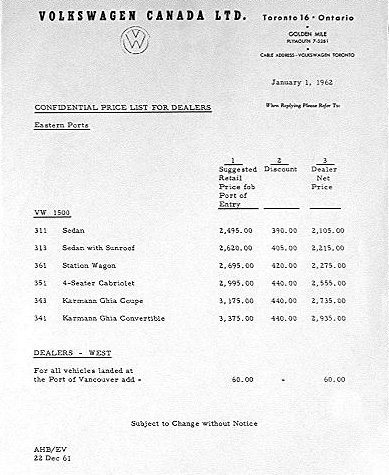 VOLKSWAGEN CANADA LTD.
Toronto 16 • Ontario
GOLDEN MILE
PLYMOUTH 7-5361
CABLE ADDRESS–VOLKSWAGEN TORONTO
January 1, 1962
CONFIDENTIAL PRICE LIST FOR DEALERS
When Replying Please Refer To:
Eastern Ports
1 2 3
Suggested Discount Dealer
Retail Net
Price fob Price
Port of
Entry
VW 1500
311 Sedan 2,495.00 390.00 2,105.00
313 Sedan with Sunroof 2,620.00 405.00 2,215.00
361 Station Wagon 2,695.00 420.00 2,275.00
351 4-Seater Cabriolet 2,995.00 440.00 2,555.00
343 Karmann Ghia Coupe 3,175.00 440.00 2,735.00
341 Karmann Ghia Convertible 3,375.00 440.00 2,935.00
DEALERS - WEST
For all vehicles landed at
the Port of Vancouver add - 60.00 - 60.00
Subject to Change without Notice
AHB/EV
22 Dec 61